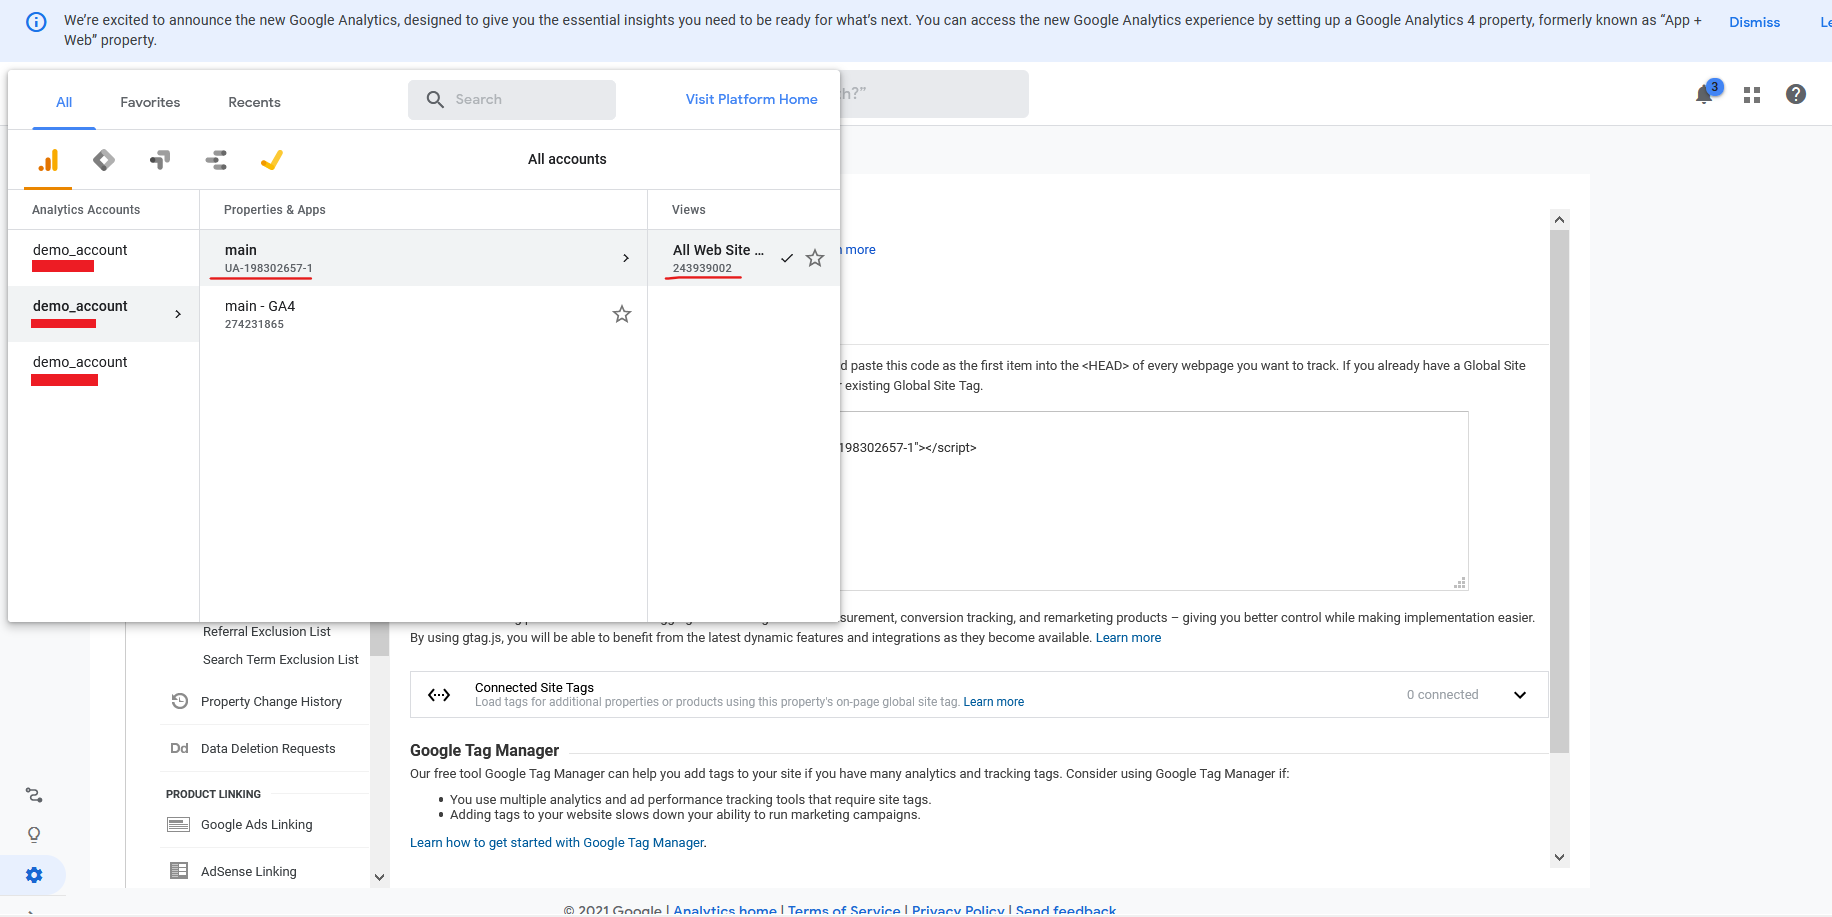 We're excited to announce the new Google Analytics, designed to give you the essential insights you need to be ready for what's next. You can access the new Google Analytics experience by setting up a Google Analytics 4 property, formerly known as “App +
Web” property.
Dismiss
Le
All
Favorites
Recents
Search
Visit Platform Home
th?”
3
All accounts
Analytics Accounts
Properties & Apps
Views
demo_account
main
UA-198302657-1
All Web Site ...
243939002
n more
demo_account
main - GA4
274231865
demo_account
d paste this code as the first item into the <HEAD> of every webpage you want to track. If you already have a Global Site
existing Global Site Tag.
198302657-1"></script>
surement, conversion tracking, and remarketing products – giving you better control while making implementation easier.
By using gtag.js, you will be able to benefit from the latest dynamic features and integrations as they become available. Learn more
Referral Exclusion List
Search Term Exclusion List
Property Change History
Dd Data Deletion Requests
PRODUCT LINKING
Google Ads Linking
AdSense Linking
Connected Site Tags
Load tags for additional properties or products using this property's on-page global site tag. Learn more
0 connected
Google Tag Manager
Our free tool Google Tag Manager can help you add tags to your site if you have many analytics and tracking tags. Consider using Google Tag Manager if:
• You use multiple analytics and ad performance tracking tools that require site tags.
• Adding tags to your website slows down your ability to run marketing campaigns.
Learn how to get started with Google Tag Manager.
© 2021 Google | Analytics home | Terms of Service | Privacy Policy | Send feedback